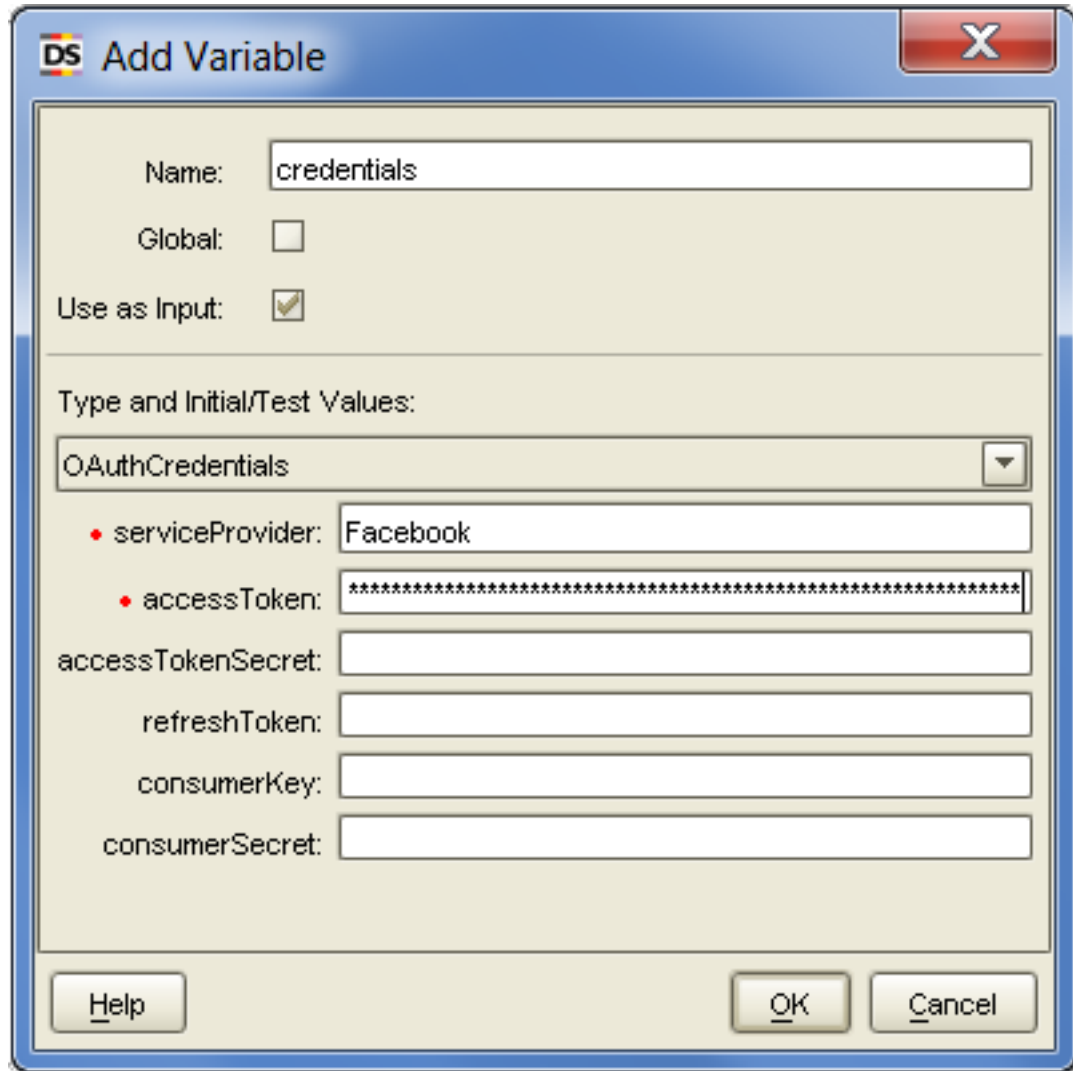 DS Add Variable
Name: credentials
Global:
Use as Input:
Type and Initial/Test Values:
OAuthCredentials
serviceProvider: Facebook
accessToken: ***************************************************************
accessTokenSecret:
refreshToken:
consumerKey:
consumerSecret:
Help OK Cancel